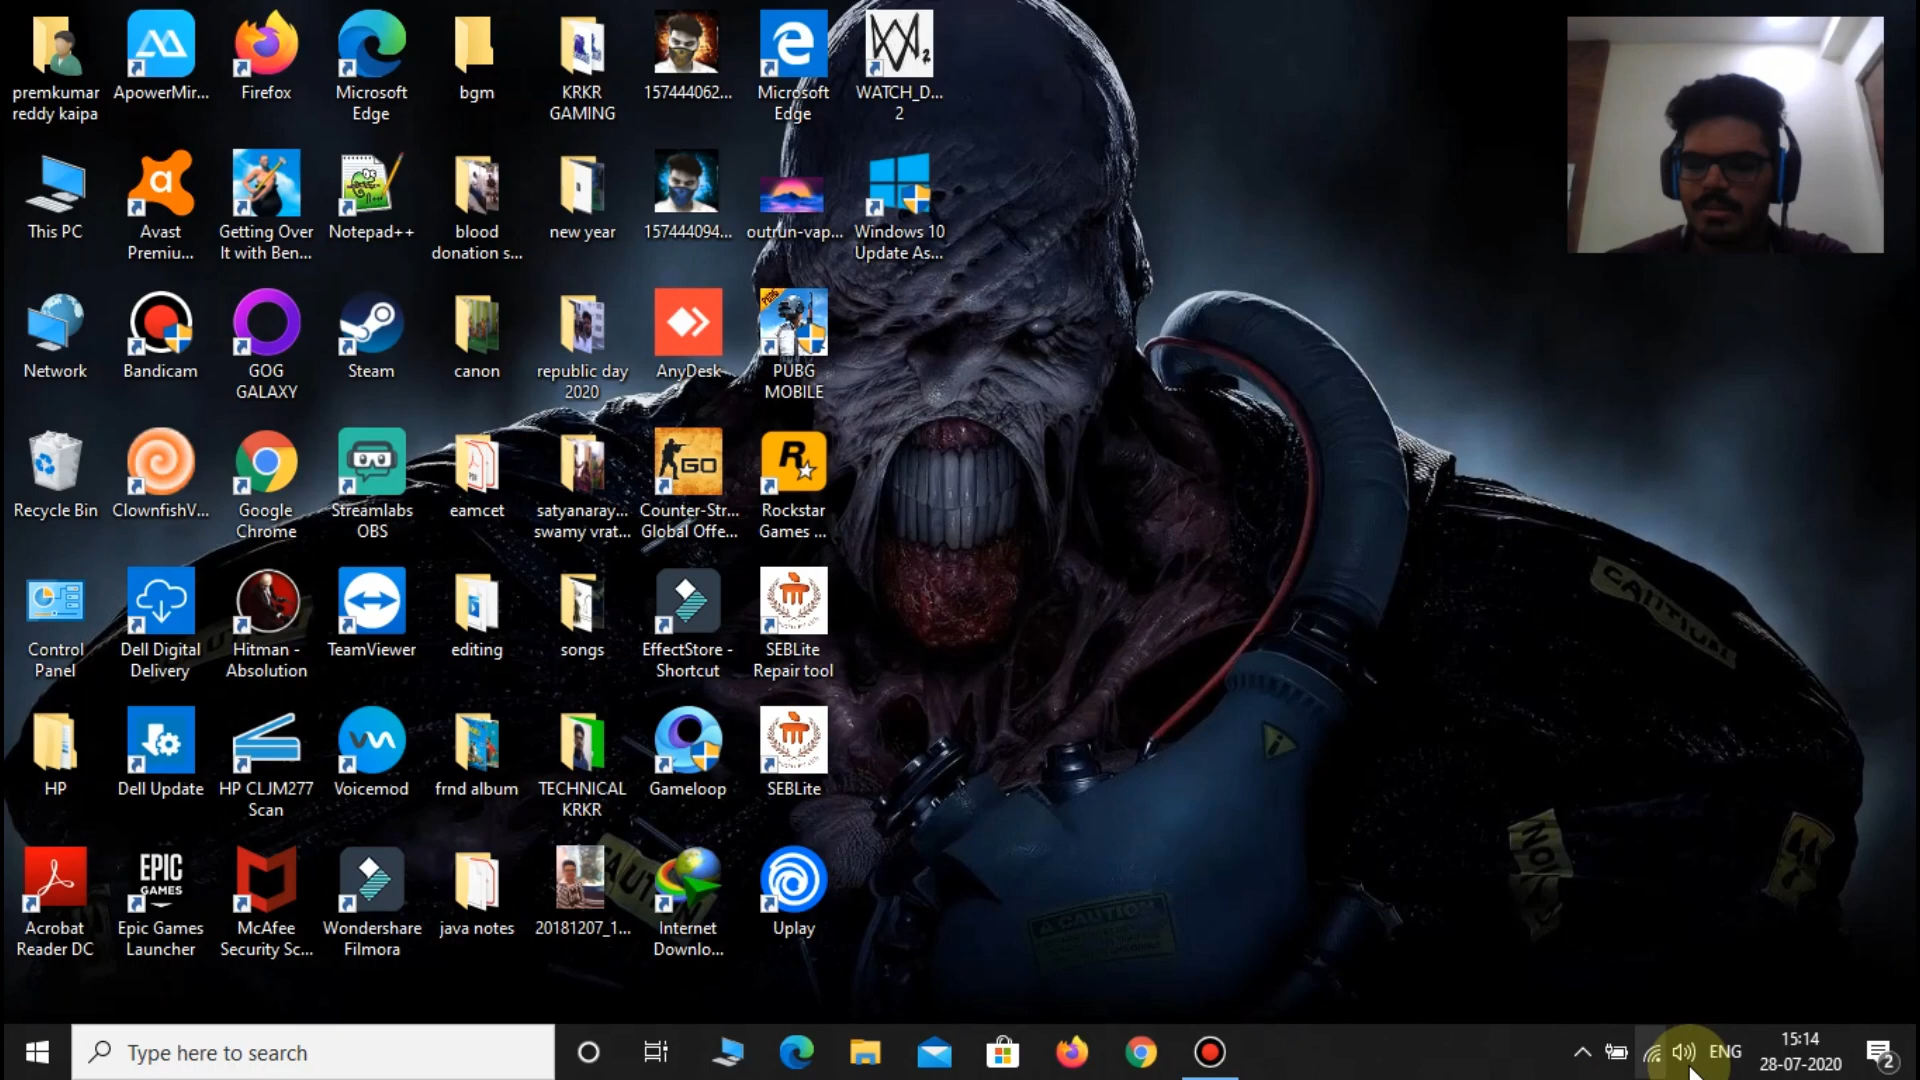 premkumar
reddy kaipa
ApowerMir...
Firefox
Microsoft
Edge
bgm
KRKR
GAMING
157444062...
Microsoft
Edge
WATCH_D...
2
This PC
Avast
Premiu...
Getting Over
It with Ben...
Notepad++
blood
donation s...
new year
157444094...
outrun-vap...
Windows 10
Update As...
Network
Bandicam
GOG
GALAXY
Steam
canon
republic day
2020
AnyDesk
PUBG
MOBILE
Recycle Bin
ClownfishV...
Google
Chrome
Streamlabs
OBS
eamcet
satyanaray...
swamy vrat...
GO
Counter-Str...
Global Offe...
Rockstar
Games ...
Control
Panel
Dell Digital
Delivery
Hitman -
Absolution
TeamViewer
editing
songs
EffectStore -
Shortcut
SEBLite
Repair tool
HP
Dell Update
HP CLJM277
Scan
Voicemod
frnd album
TECHNICAL
KRKR
Gameloop
SEBLite
Acrobat
Reader DC
EPIC
GAMES
Epic Games
Launcher
McAfee
Security Sc...
Wondershare
Filmora
java notes
20181207_1...
Internet
Downlo...
Uplay
CAUTION
CAUTION
Type here to search
ENG
15:14
28-07-2020
2